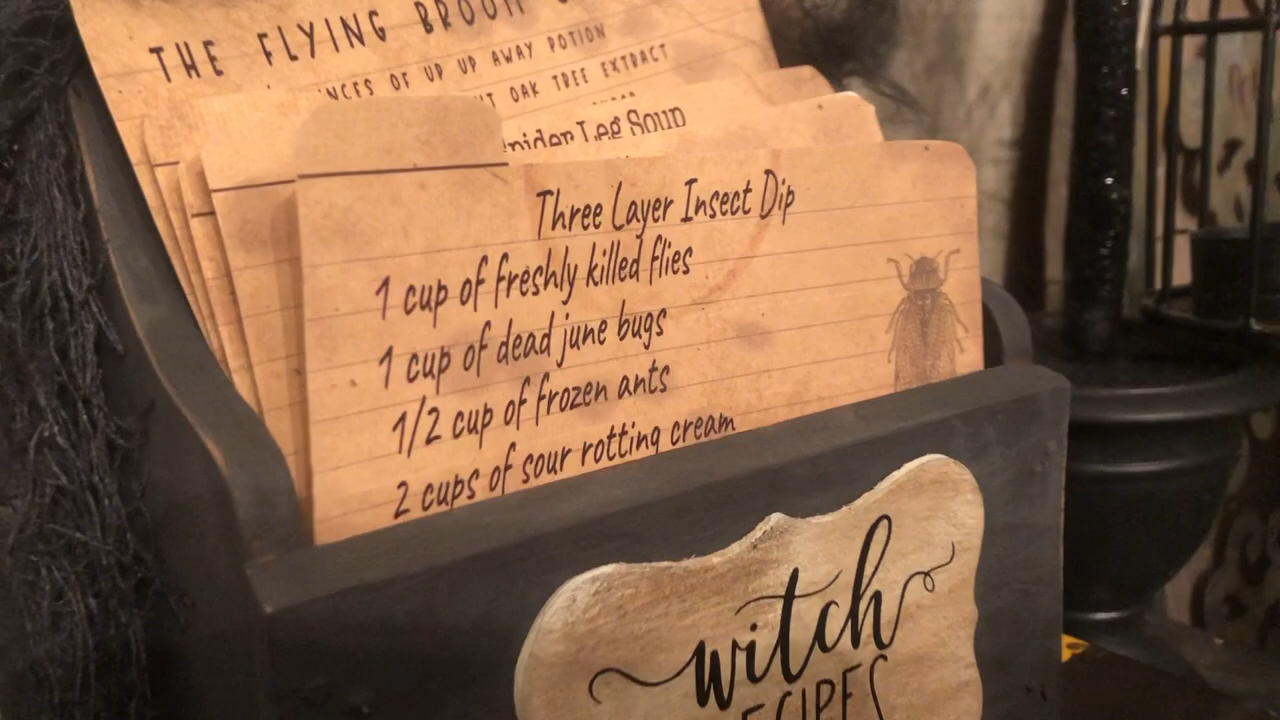 THE FLYING BROOM
OF UP UP AWAY POTION
OAK TREE EXTRACT
Spider Leg Soup
Three Layer Insect Dip
1 cup of freshly killed flies
1 cup of dead june bugs
1/2 cup of frozen ants
2 cups of sour rotting cream
witch
RECIPES